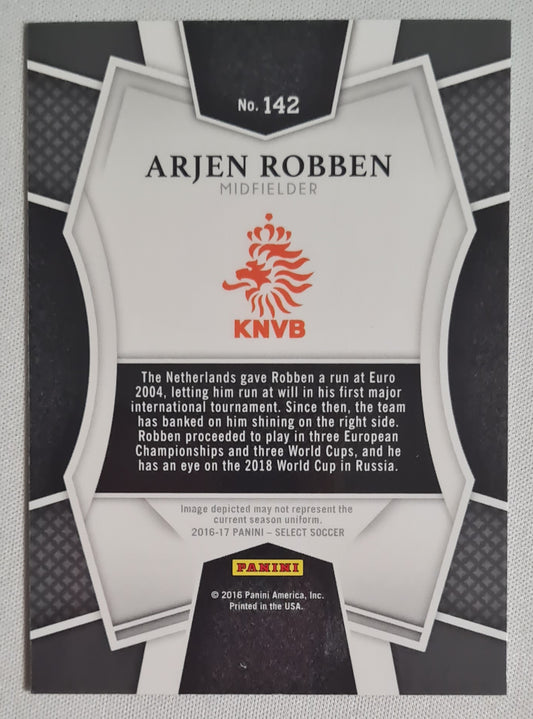 No. 142
ARJEN ROBBEN
MIDFIELDER
KNVB
The Netherlands gave Robben a run at Euro
2004, letting him run at will in his first major
international tournament. Since then, the team
has banked on him shining on the right side.
Robben proceeded to play in three European
Championships and three World Cups, and he
has an eye on the 2018 World Cup in Russia.
Image depicted may not represent the
current season uniform.
2016-17 PANINI – SELECT SOCCER
PANINI
© 2016 Panini America, Inc.
Printed in the USA.